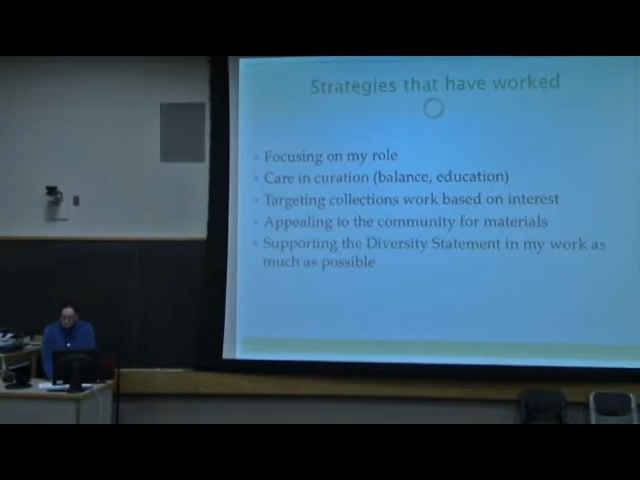 Strategies that have worked
Focusing on my role
Care in curation (balance, education)
Targeting collections work based on interest
Appealing to the community for materials
Supporting the Diversity Statement in my work as
much as possible